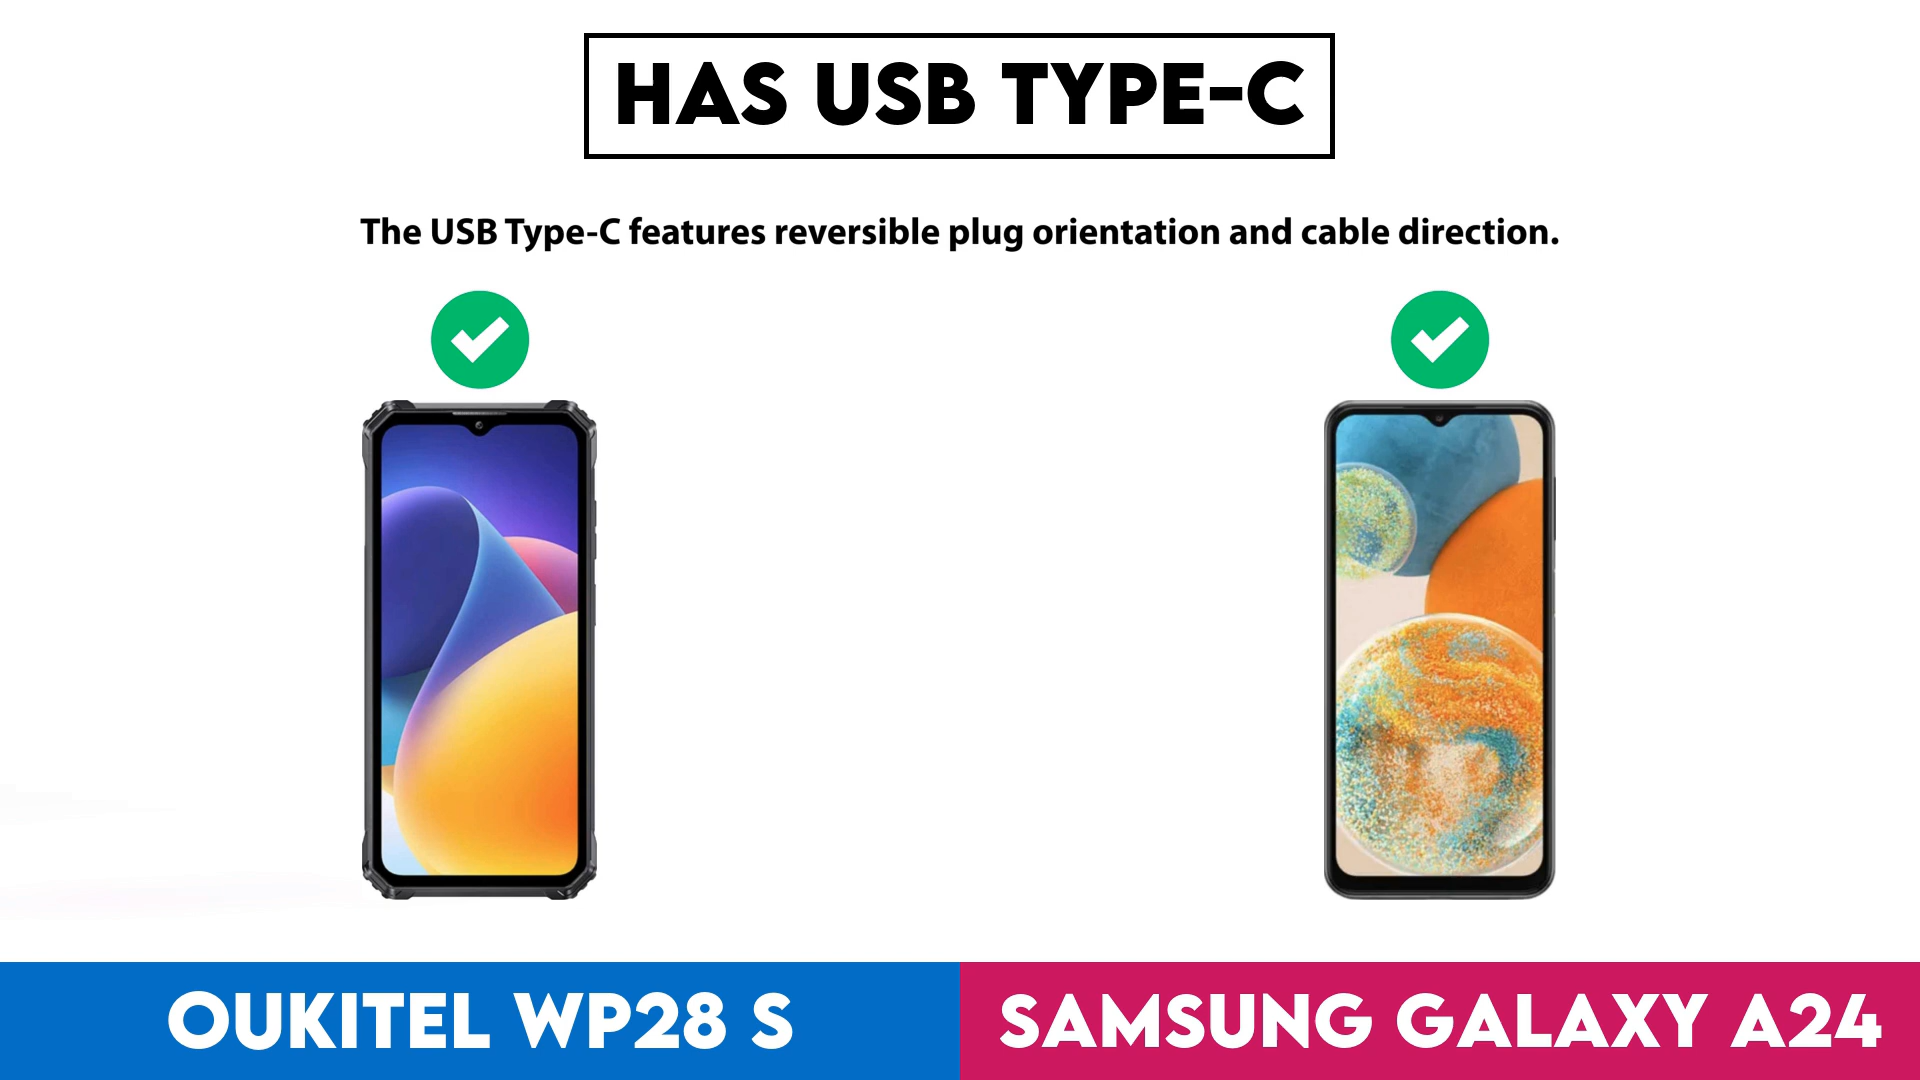 HAS USB TYPE-C
The USB Type-C features reversible plug orientation and cable direction.
OUKITEL WP28 S
SAMSUNG GALAXY A24